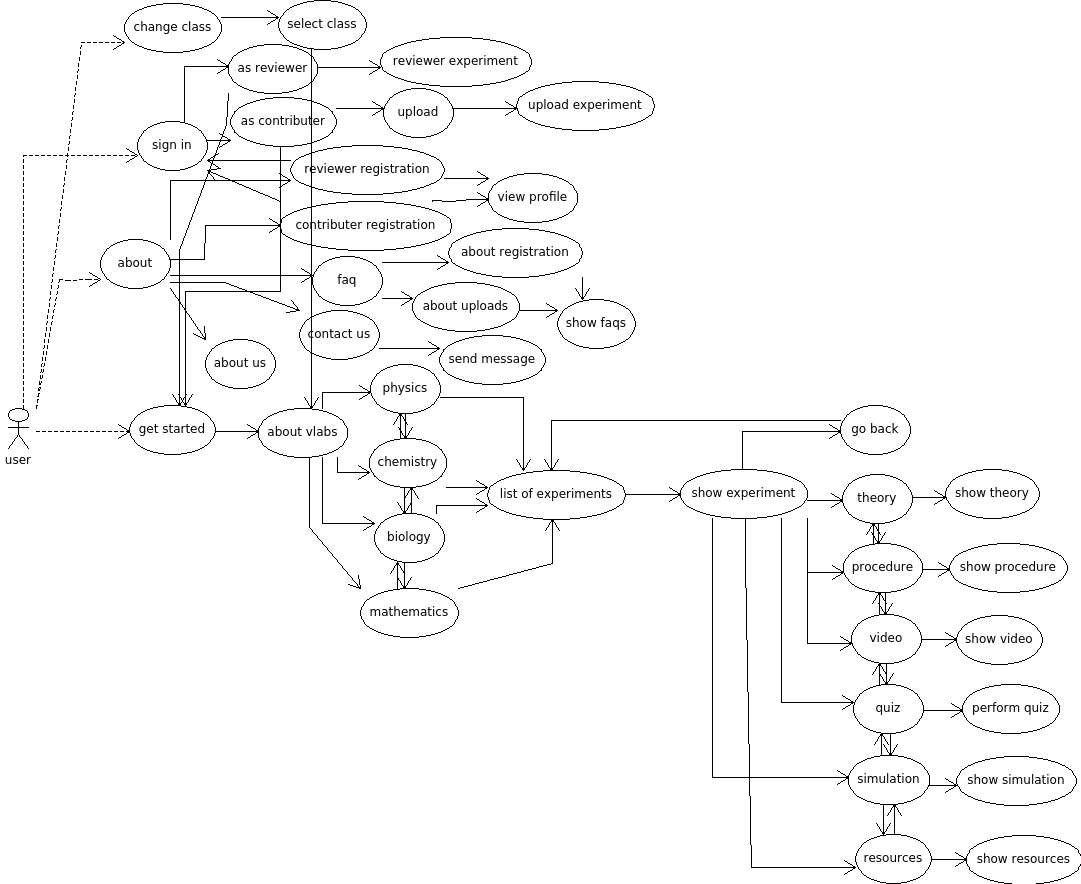 change class
select class
as reviewer
reviewer experiment
as contributer
upload
upload experiment
sign in
reviewer registration
view profile
contributer registration
about
about registration
faq
about uploads
show faqs
contact us
about us
send message
physics
get started
about vlabs
go back
user
chemistry
list of experiments
show experiment
theory
show theory
biology
procedure
show procedure
mathematics
video
show video
quiz
perform quiz
simulation
show simulation
resources
show resources